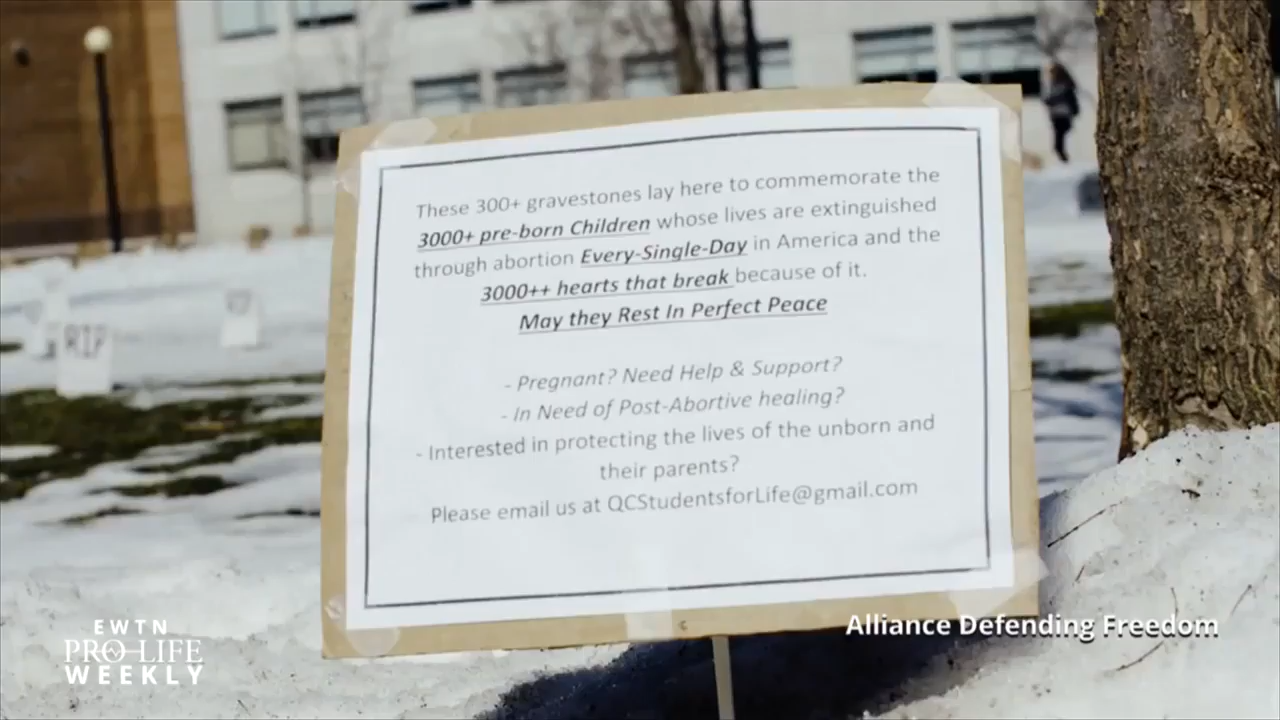 These 300+ gravestones lay here to commemorate the
3000+ pre-born Children whose lives are extinguished
through abortion Every-Single-Day in America and the
3000++ hearts that break because of it.
May they Rest In Perfect Peace
- Pregnant? Need Help & Support?
- In Need of Post-Abortive healing?
- Interested in protecting the lives of the unborn and
their parents?
Please email us at QCStudentsforLife@gmail.com
RIP
EWTN
PRO-LIFE
WEEKLY
Alliance Defending Freedom